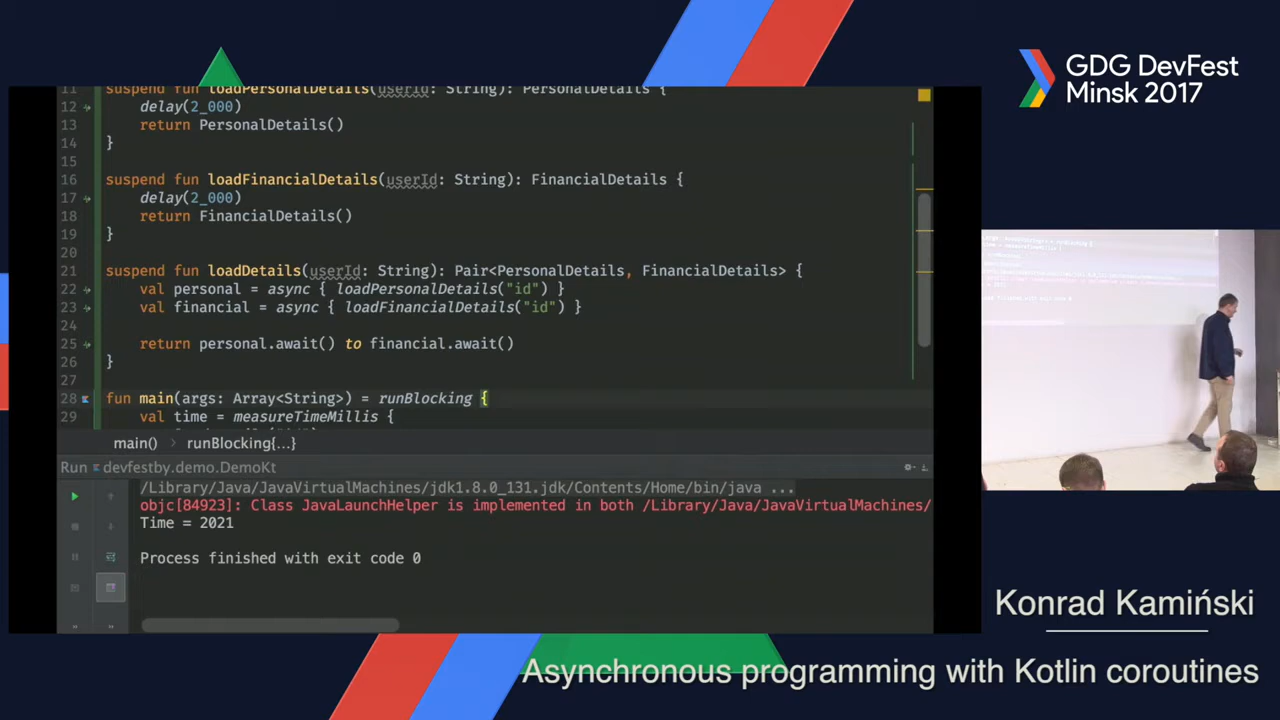 GDG DevFest
Minsk 2017
11 suspend fun loadPersonalDetails(userId: String): PersonalDetails {
12 delay(2_000)
13 return PersonalDetails()
14 }
15
16 suspend fun loadFinancialDetails(userId: String): FinancialDetails {
17 delay(2_000)
18 return FinancialDetails()
19 }
20
21 suspend fun loadDetails(userId: String): Pair<PersonalDetails, FinancialDetails> {
22 val personal = async { loadPersonalDetails("id") }
23 val financial = async { loadFinancialDetails("id") }
24
25 return personal.await() to financial.await()
26 }
27
28 fun main(args: Array<String>) = runBlocking {
29 val time = measureTimeMillis {
main() runBlocking{...}
Run devfestby.demo.DemoKt
/Library/Java/JavaVirtualMachines/jdk1.8.0_131.jdk/Contents/Home/bin/java ...
objc[84923]: Class JavaLaunchHelper is implemented in both /Library/Java/JavaVirtualMachines/
Time = 2021
Process finished with exit code 0
Konrad Kamiński
Asynchronous programming with Kotlin coroutines